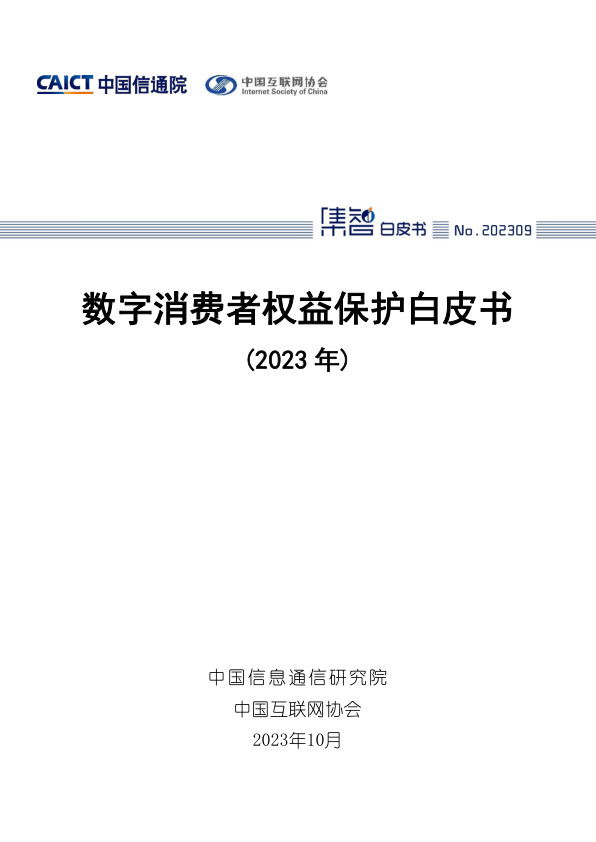 CAICT 中国信通院
中国互联网协会
Internet Society of China
集智白皮书 No.202309
数字消费者权益保护白皮书
(2023 年)
中国信息通信研究院
中国互联网协会
2023年10月